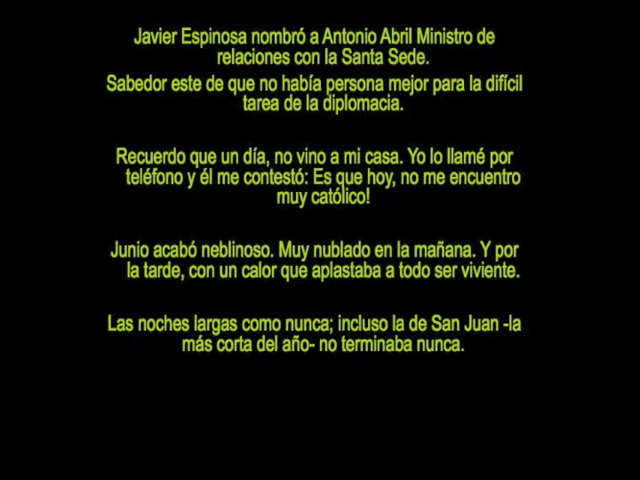 Javier Espinosa nombró a Antonio Abril Ministro de
relaciones con la Santa Sede.
Sabedor este de que no había persona mejor para la difícil
tarea de la diplomacia.
Recuerdo que un día, no vino a mi casa. Yo lo llamé por
teléfono y él me contestó: Es que hoy, no me encuentro
muy católico!
Junio acabó neblinoso. Muy nublado en la mañana. Y por
la tarde, con un calor que aplastaba a todo ser viviente.
Las noches largas como nunca; incluso la de San Juan -la
más corta del año- no terminaba nunca.